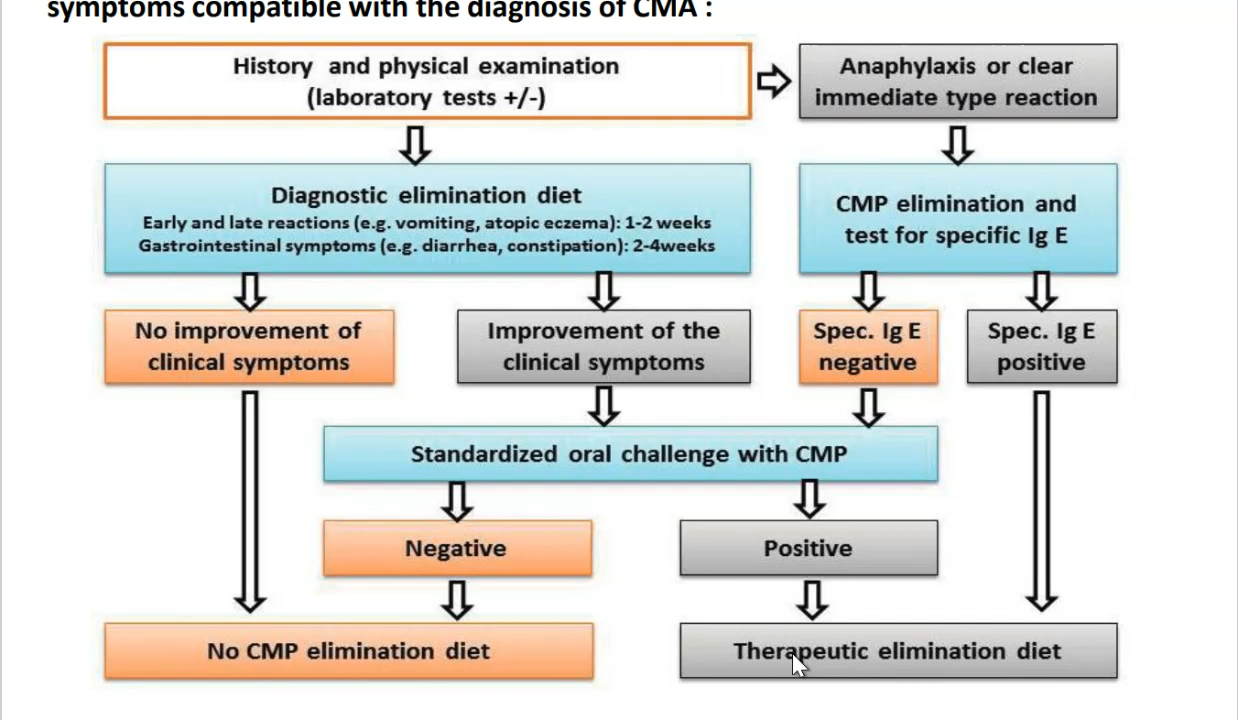 symptoms compatible with the diagnosis of CMA :
History and physical examination
(laboratory tests +/-)
Anaphylaxis or clear
immediate type reaction
Diagnostic elimination diet
Early and late reactions (e.g. vomiting, atopic eczema): 1-2 weeks
Gastrointestinal symptoms (e.g. diarrhea, constipation): 2-4weeks
CMP elimination and
test for specific Ig E
No improvement of
clinical symptoms
Improvement of the
clinical symptoms
Spec. Ig E
negative
Spec. Ig E
positive
Standardized oral challenge with CMP
Negative
Positive
No CMP elimination diet
Therapeutic elimination diet